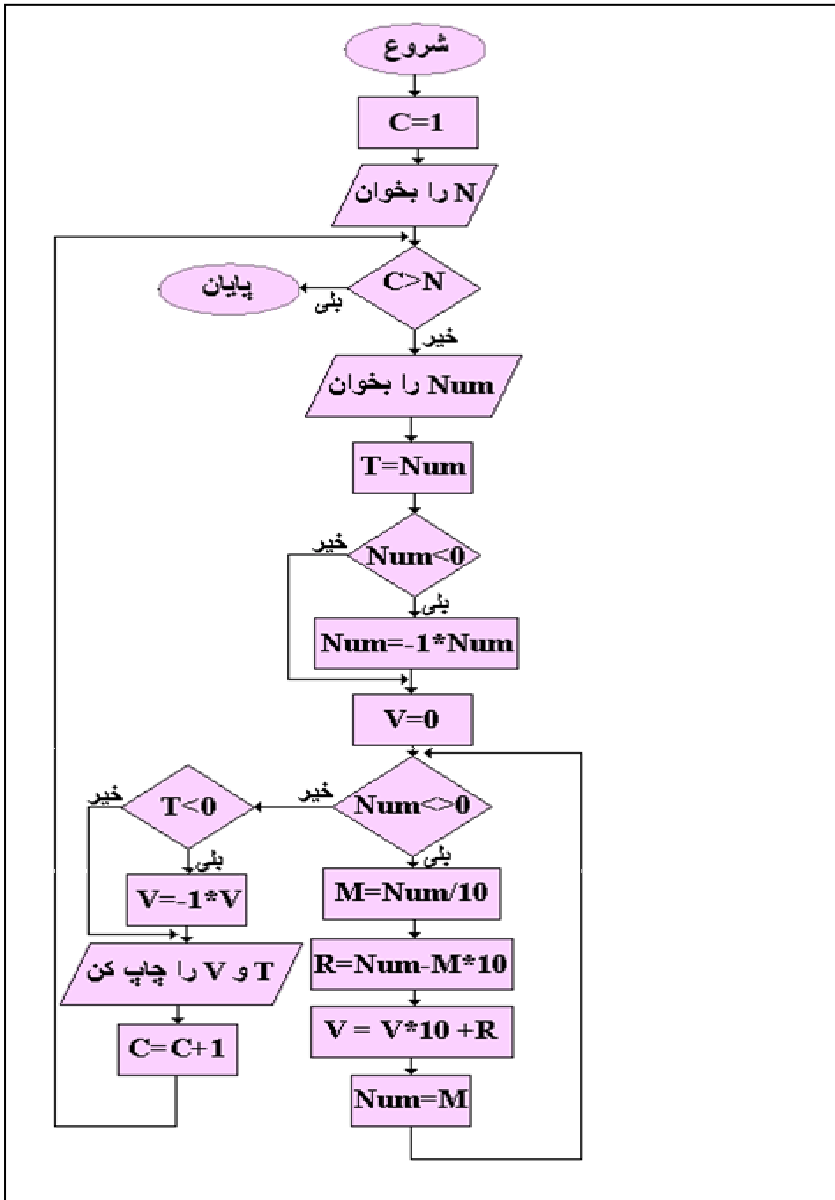 شروع
C=1
N را بخوان
C>N
بلی
پایان
خیر
Num را بخوان
T=Num
Num<0
خیر
بلی
Num=-1*Num
V=0
Num<>0
خیر
بلی
T<0
خیر
بلی
V=-1*V
T و V را چاپ کن
C=C+1
M=Num/10
R=Num-M*10
V = V*10 +R
Num=M